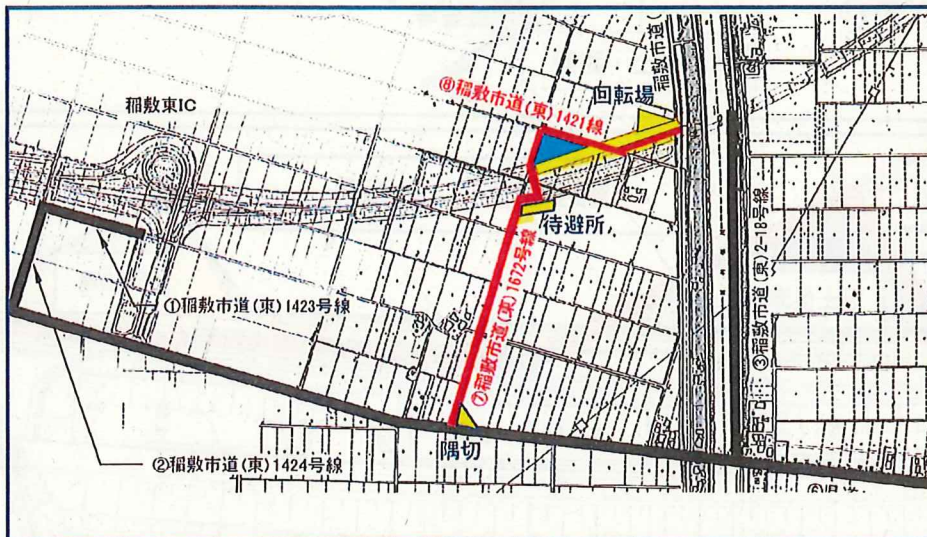 稲敷東IC
⑧稲敷市道(東)1421線
回転場
稲敷市道(
待避所
①稲敷市道(東)1423号線
⑦稲敷市道(東)1672号線
③稲敷市道(東)2-18号線
隅切
②稲敷市道(東)1424号線